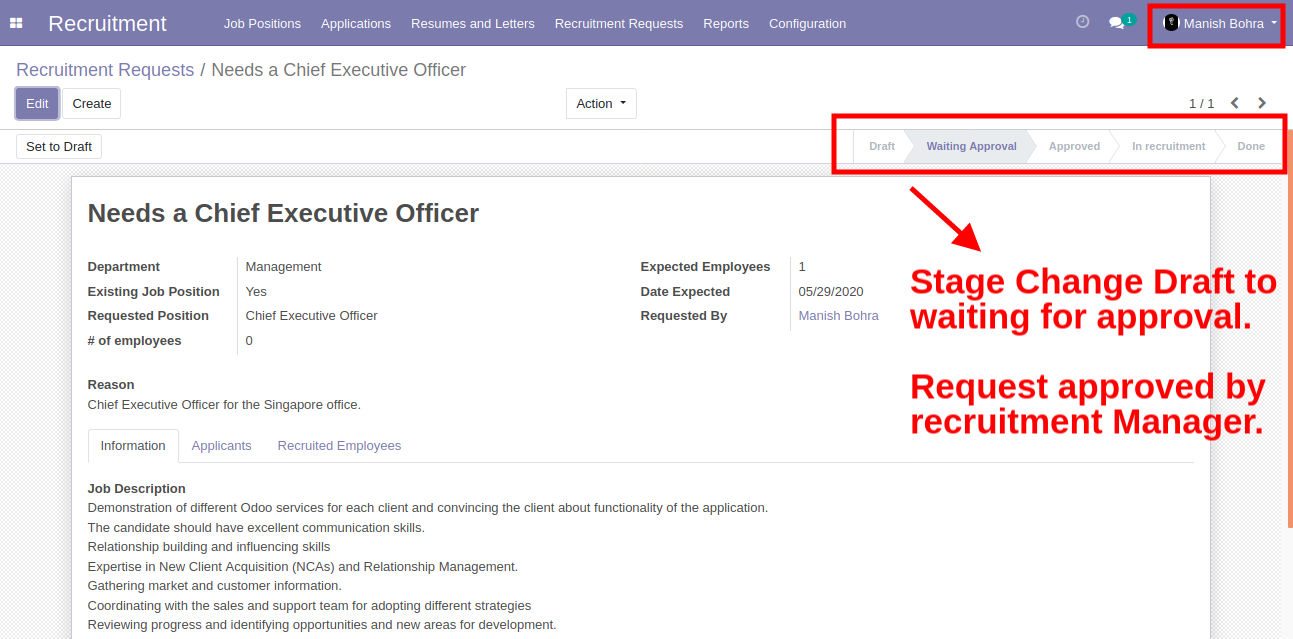 Recruitment Job Positions Applications Resumes and Letters Recruitment Requests Reports Configuration 1 Manish Bohra
Recruitment Requests / Needs a Chief Executive Officer
Edit Create Action 1 / 1
Set to Draft Draft Waiting Approval Approved In recruitment Done
Needs a Chief Executive Officer
Department Management
Existing Job Position Yes
Requested Position Chief Executive Officer
# of employees 0
Expected Employees 1
Date Expected 05/29/2020
Requested By Manish Bohra
Stage Change Draft to
waiting for approval.
Request approved by
recruitment Manager.
Reason
Chief Executive Officer for the Singapore office.
Information Applicants Recruited Employees
Job Description
Demonstration of different Odoo services for each client and convincing the client about functionality of the application.
The candidate should have excellent communication skills.
Relationship building and influencing skills
Expertise in New Client Acquisition (NCAs) and Relationship Management.
Gathering market and customer information.
Coordinating with the sales and support team for adopting different strategies
Reviewing progress and identifying opportunities and new areas for development.